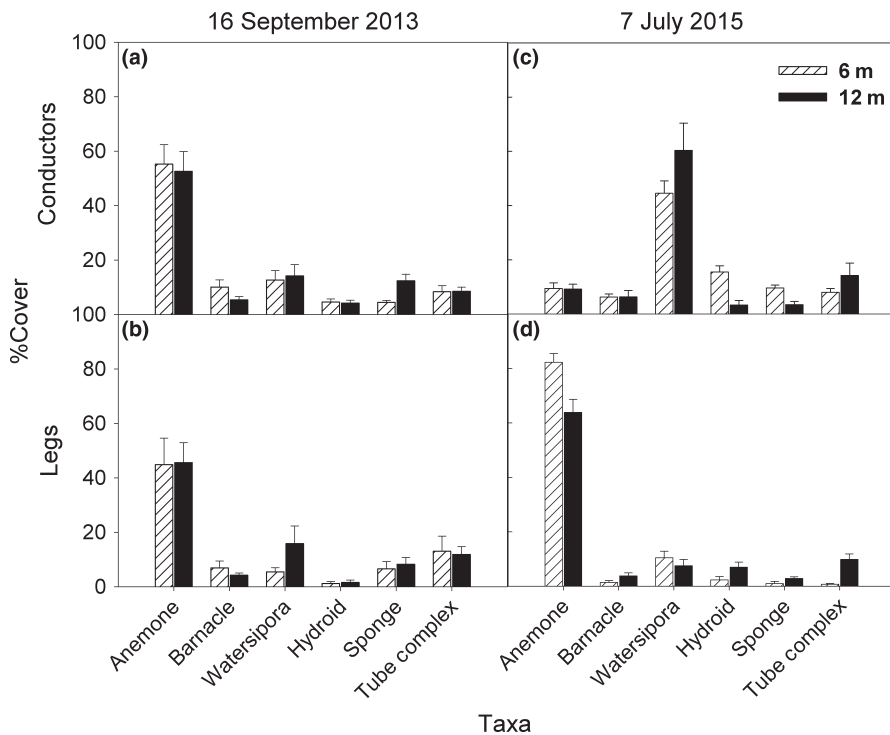 16 September 2013
7 July 2015
(a)
(c)
6 m
12 m
100
80
60
40
20
100
80
60
40
20
0
(b)
(d)
%Cover
Conductors
Legs
Anemone
Barnacle
Watersipora
Hydroid
Sponge
Tube complex
Anemone
Barnacle
Watersipora
Hydroid
Sponge
Tube complex
Taxa